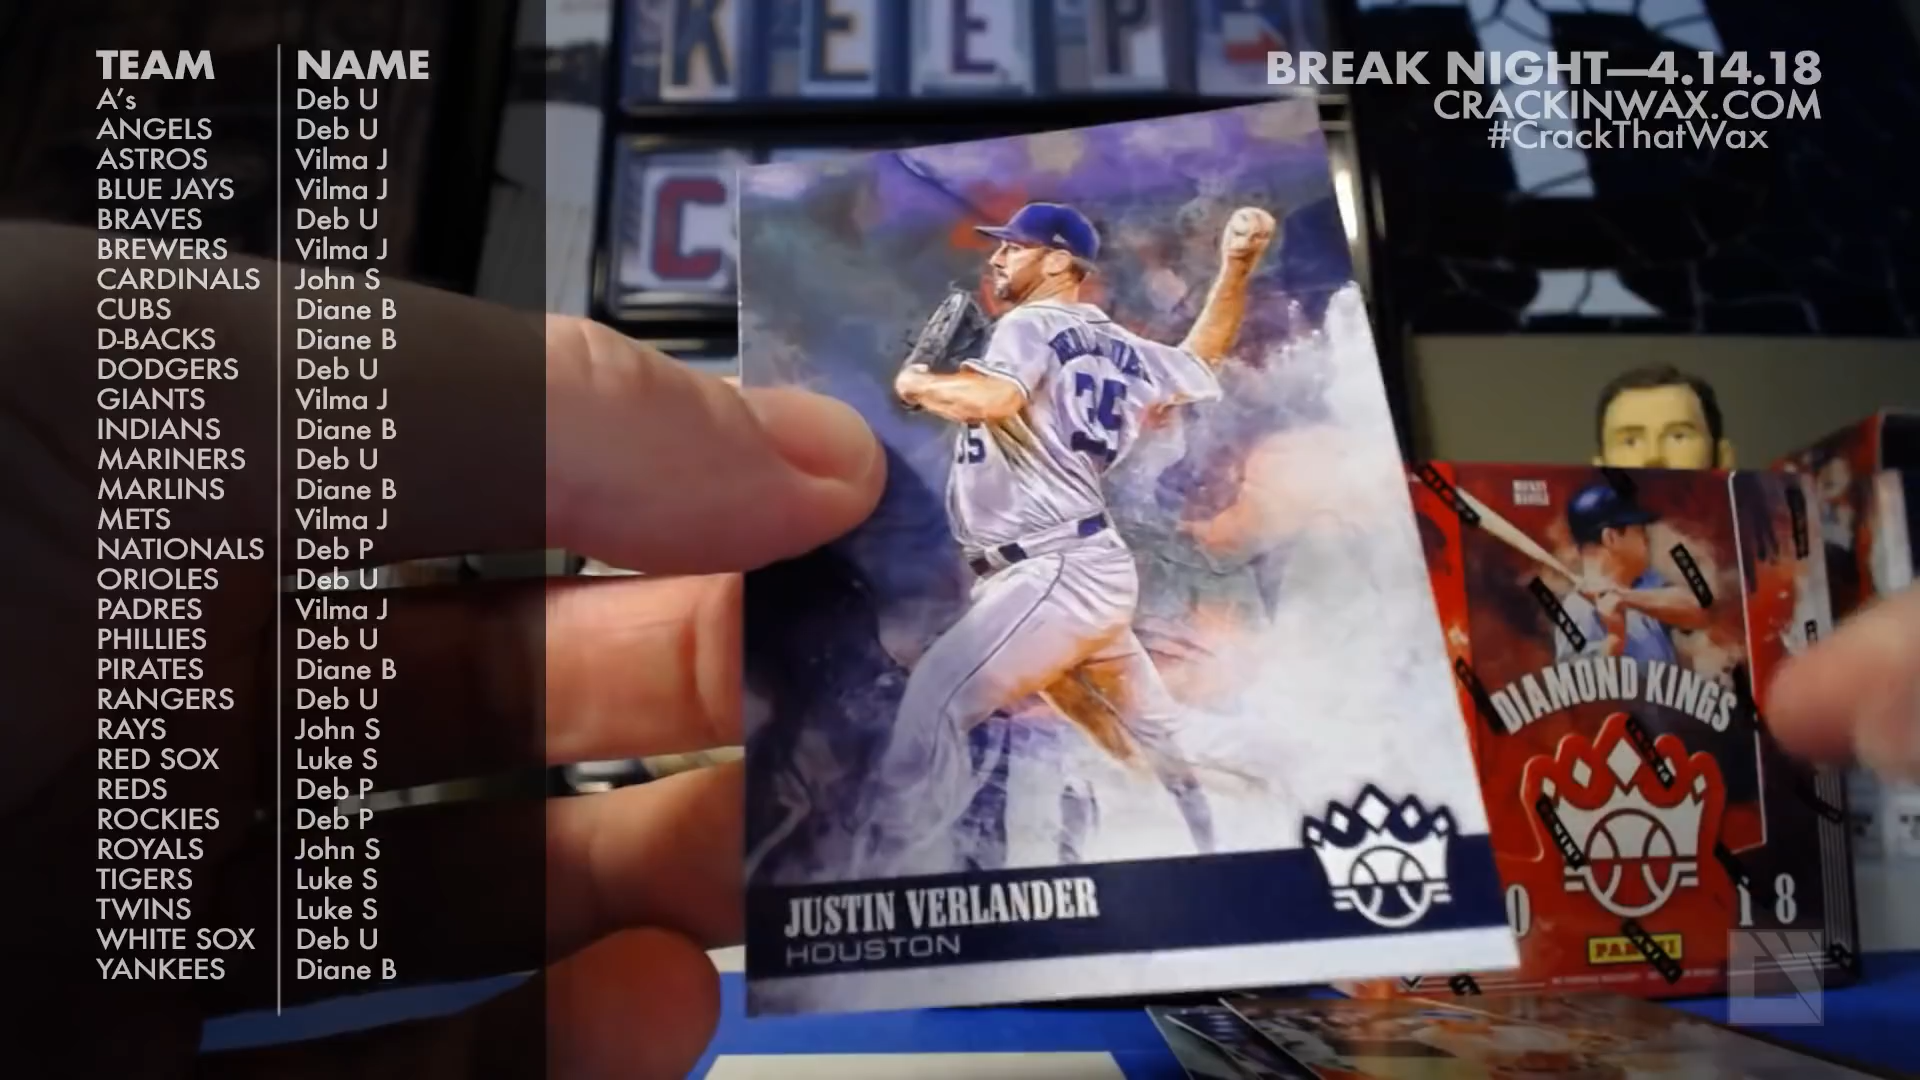 TEAM NAME
A's Deb U
ANGELS Deb U
ASTROS Vilma J
BLUE JAYS Vilma J
BRAVES Deb U
BREWERS Vilma J
CARDINALS John S
CUBS Diane B
D-BACKS Diane B
DODGERS Deb U
GIANTS Vilma J
INDIANS Diane B
MARINERS Deb U
MARLINS Diane B
METS Vilma J
NATIONALS Deb P
ORIOLES Deb U
PADRES Vilma J
PHILLIES Deb U
PIRATES Diane B
RANGERS Deb U
RAYS John S
RED SOX Luke S
REDS Deb P
ROCKIES Deb P
ROYALS John S
TIGERS Luke S
TWINS Luke S
WHITE SOX Deb U
YANKEES Diane B
BREAK NIGHT—4.14.18
CRACKINWAX.COM
#CrackThatWax
KEEP
C
35
35
JUSTIN VERLANDER
HOUSTON
DIAMOND KINGS
0 18
PANINI